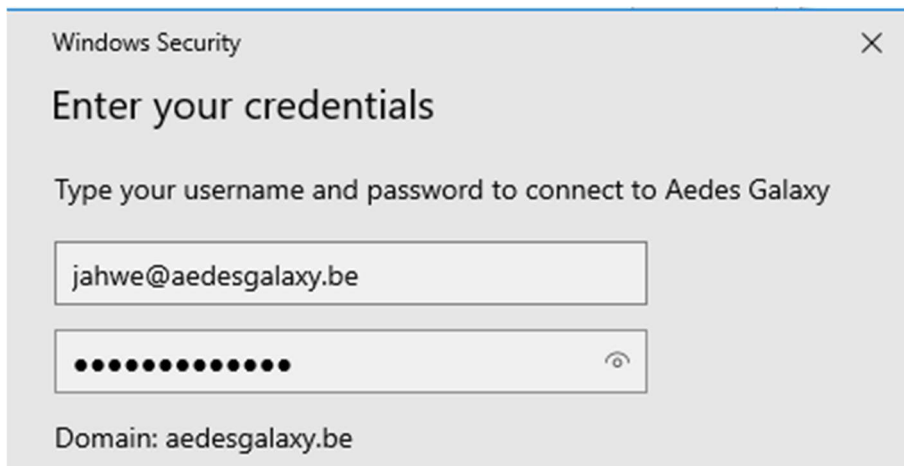 Windows Security
Enter your credentials
Type your username and password to connect to Aedes Galaxy
jahwe@aedesgalaxy.be
•••••••••••••
Domain: aedesgalaxy.be